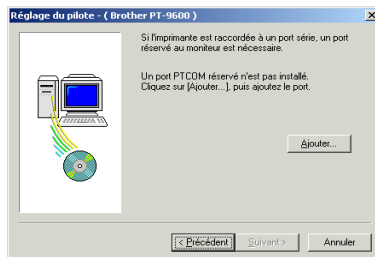 Réglage du pilote - ( Brother PT-9600 )
Si l'imprimante est raccordée à un port série, un port
réservé au moniteur est nécessaire.
Un port PTCOM réservé n'est pas installé.
Cliquez sur [Ajouter...], puis ajoutez le port.
Ajouter...
< Précédent
Suivant >
Annuler